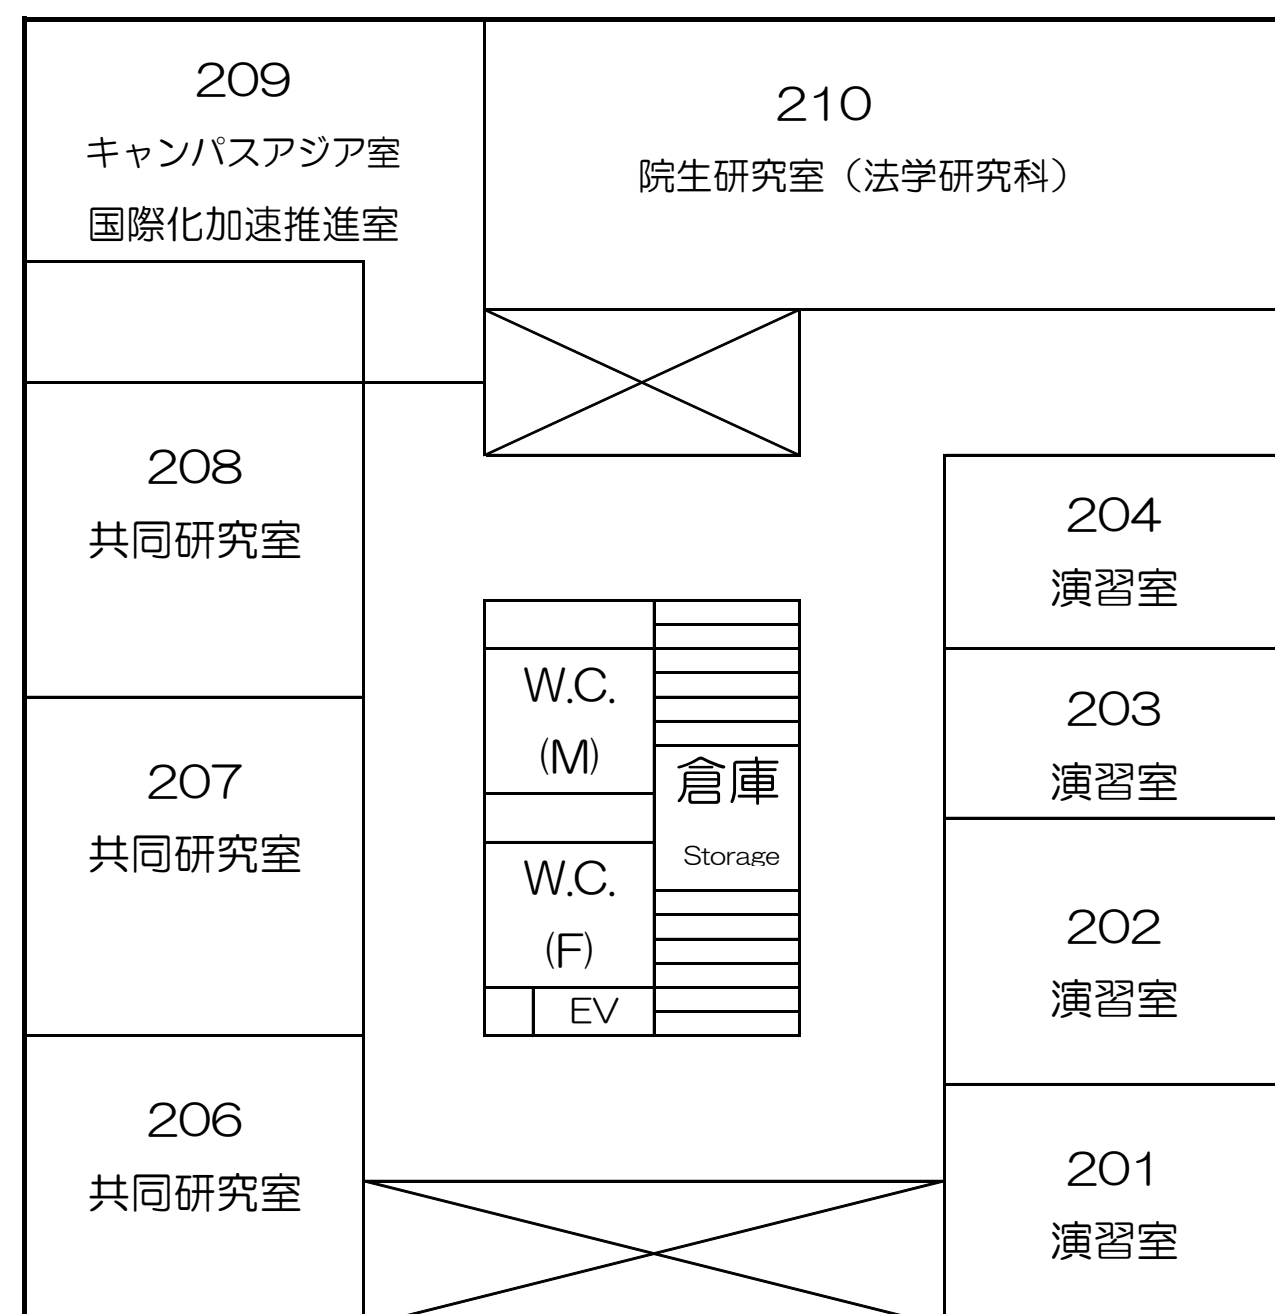 209
キャンパスアジア室
国際化加速推進室
210
院生研究室（法学研究科）
208
共同研究室
204
演習室
W.C.
(M)
203
演習室
倉庫
Storage
207
共同研究室
W.C.
(F)
202
演習室
EV
206
共同研究室
201
演習室